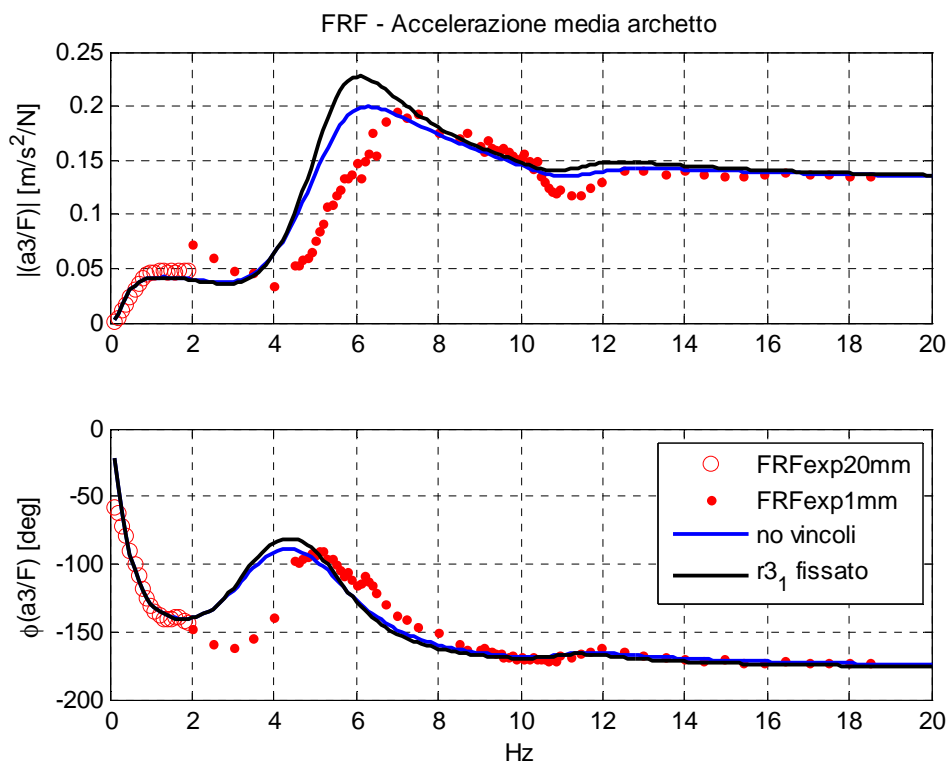 FRF - Accelerazione media archetto
|(a3/F)| [m/s²/N]
0.25
0.2
0.15
0.1
0.05
0
0 2 4 6 8 10 12 14 16 18 20
ϕ(a3/F) [deg]
0
-50
-100
-150
-200
FRFexp20mm
FRFexp1mm
no vincoli
r3₁ fissato
0 2 4 6 8 10 12 14 16 18 20
Hz